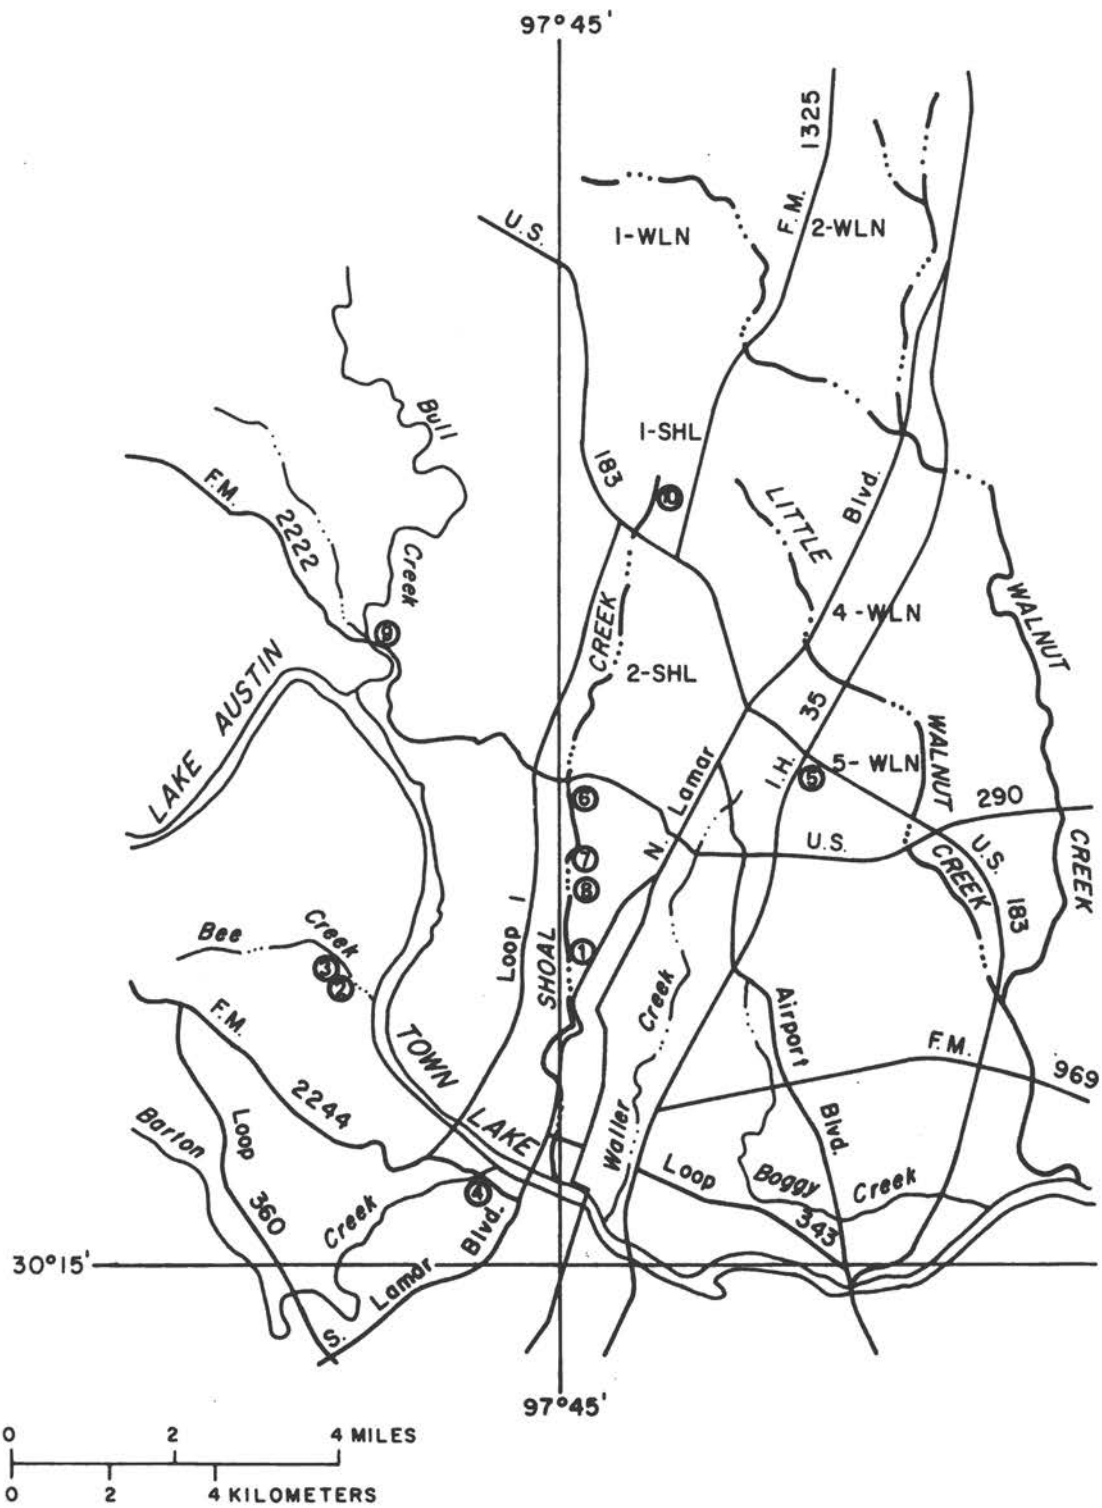 97°45'
F.M. 1325
U.S.
1-WLN
2-WLN
Bull
1-SHL
183
10
F.M.
2222
LITTLE
Blvd.
Creek
9
CREEK
4-WLN
WALNUT
2-SHL
LAKE AUSTIN
35
WALNUT
N. Lamar
I.H.
5
5-WLN
6
290
U.S.
7
8
CREEK
U.S.
183
CREEK
Loop 1
SHOAL
1
Bee
Creek
3
2
Creek
F.M.
TOWN
Airport
F.M.
969
2244
LAKE
Waller
Blvd.
Barton
Loop
Loop
Boggy
Creek
4
360
Creek
Blvd.
343
30°15'
Lamar
S.
97°45'
0 2 4 MILES
0 2 4 KILOMETERS